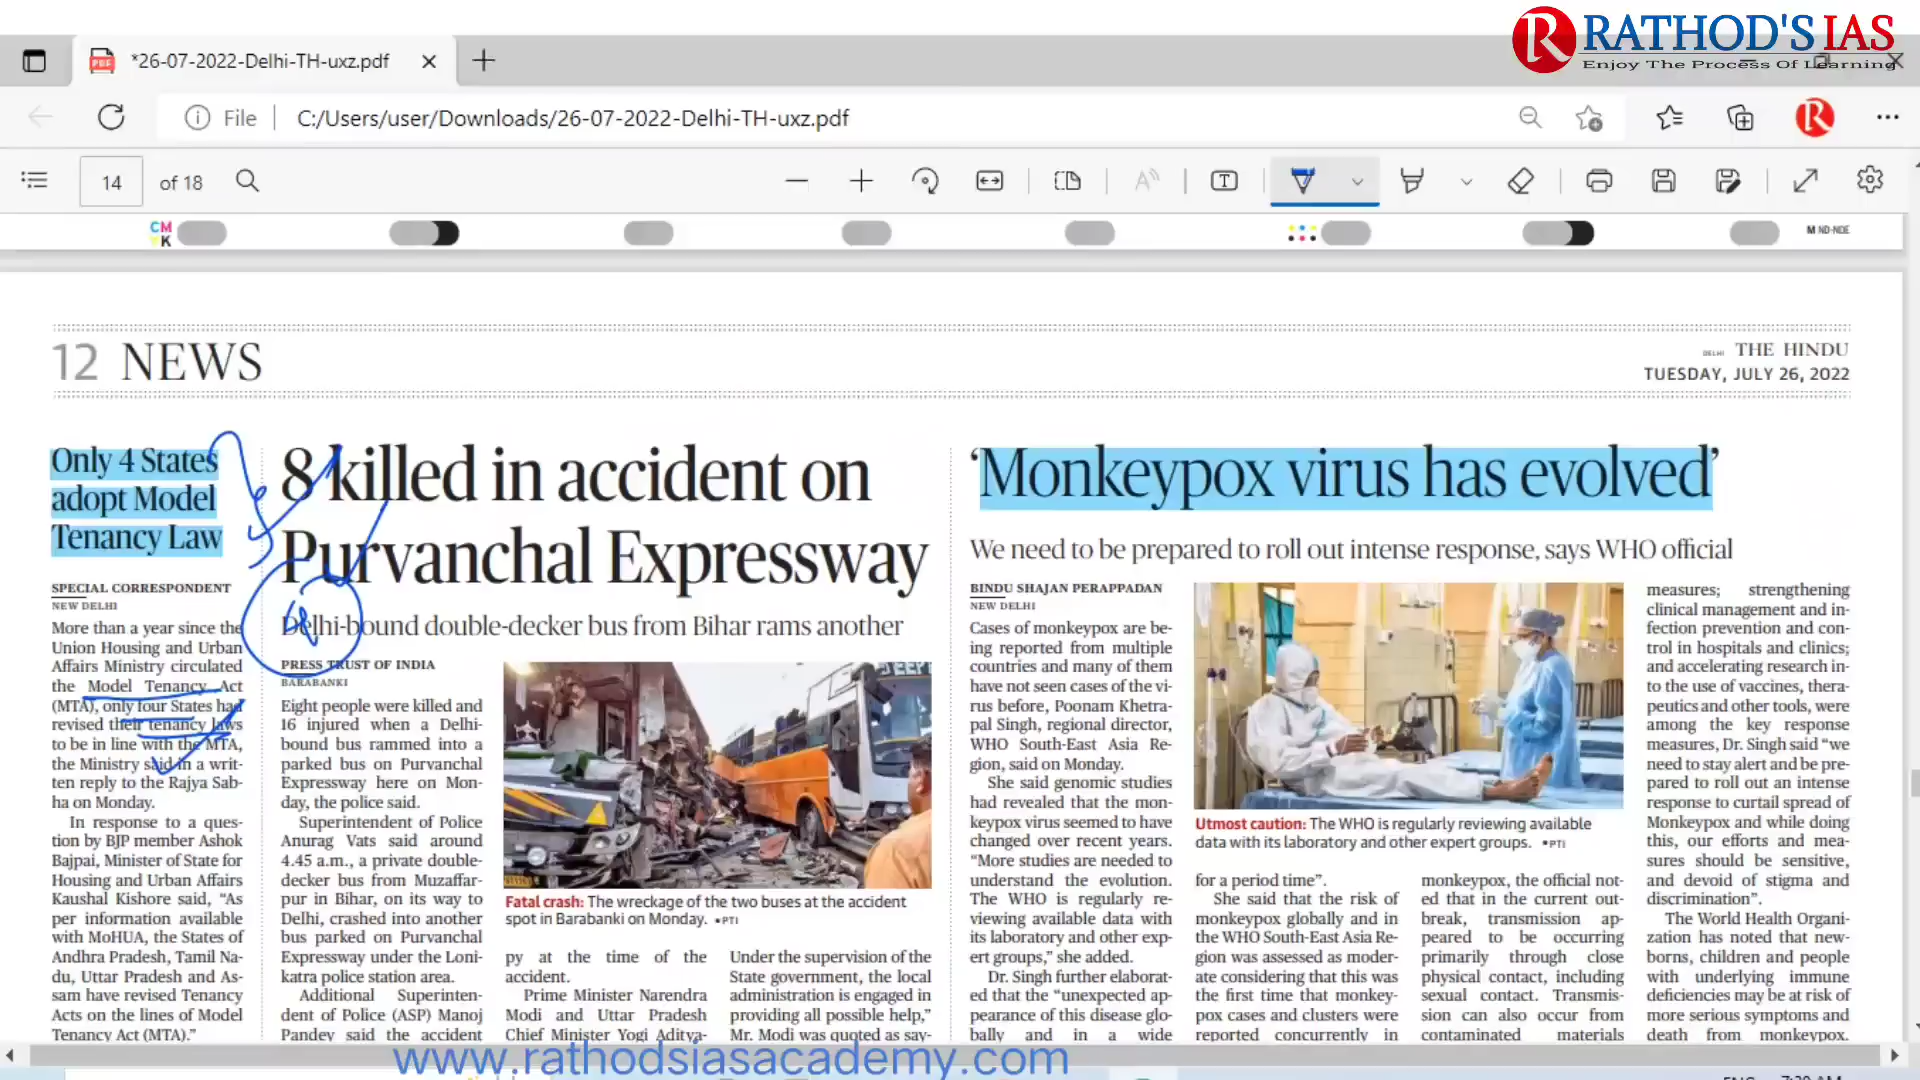 RATHOD'S IAS
Enjoy The Process Of Learning
*26-07-2022-Delhi-TH-uxz.pdf
File
C:/Users/user/Downloads/26-07-2022-Delhi-TH-uxz.pdf
14
of 18
CM
YK
M ND-NDE
12 NEWS
DELHI THE HINDU
TUESDAY, JULY 26, 2022
Only 4 States
adopt Model
Tenancy Law
SPECIAL CORRESPONDENT
NEW DELHI
More than a year since the
Union Housing and Urban
Affairs Ministry circulated
the Model Tenancy Act
(MTA), only four States had
revised their tenancy laws
to be in line with the MTA,
the Ministry said in a writ-
ten reply to the Rajya Sab-
ha on Monday.
In response to a ques-
tion by BJP member Ashok
Bajpai, Minister of State for
Housing and Urban Affairs
Kaushal Kishore said, “As
per information available
with MoHUA, the States of
Andhra Pradesh, Tamil Na-
du, Uttar Pradesh and As-
sam have revised Tenancy
Acts on the lines of Model
Tenancy Act (MTA).”
8 killed in accident on
Purvanchal Expressway
Delhi-bound double-decker bus from Bihar rams another
PRESS TRUST OF INDIA
BARABANKI
Eight people were killed and
16 injured when a Delhi-
bound bus rammed into a
parked bus on Purvanchal
Expressway here on Mon-
day, the police said.
Superintendent of Police
Anurag Vats said around
4.45 a.m., a private double-
decker bus from Muzaffar-
pur in Bihar, on its way to
Delhi, crashed into another
bus parked on Purvanchal
Expressway under the Loni-
katra police station area.
Additional Superinten-
dent of Police (ASP) Manoj
Pandey said the accident
Fatal crash: The wreckage of the two buses at the accident
spot in Barabanki on Monday. •PTI
py at the time of the
accident.
Prime Minister Narendra
Modi and Uttar Pradesh
Chief Minister Yogi Aditya-
Under the supervision of the
State government, the local
administration is engaged in
providing all possible help,”
Mr. Modi was quoted as say-
‘Monkeypox virus has evolved’
We need to be prepared to roll out intense response, says WHO official
BINDU SHAJAN PERAPPADAN
NEW DELHI
Cases of monkeypox are be-
ing reported from multiple
countries and many of them
have not seen cases of the vi-
rus before, Poonam Khetra-
pal Singh, regional director,
WHO South-East Asia Re-
gion, said on Monday.
She said genomic studies
had revealed that the mon-
keypox virus seemed to have
changed over recent years.
“More studies are needed to
understand the evolution.
The WHO is regularly re-
viewing available data with
its laboratory and other exp-
ert groups,” she added.
Dr. Singh further elaborat-
ed that the “unexpected ap-
pearance of this disease glo-
bally and in a wide
Utmost caution: The WHO is regularly reviewing available
data with its laboratory and other expert groups. •PTI
for a period time”.
She said that the risk of
monkeypox globally and in
the WHO South-East Asia Re-
gion was assessed as moder-
ate considering that this was
the first time that monkey-
pox cases and clusters were
reported concurrently in
monkeypox, the official not-
ed that in the current out-
break, transmission ap-
peared to be occurring
primarily through close
physical contact, including
sexual contact. Transmis-
sion can also occur from
contaminated materials
measures; strengthening
clinical management and in-
fection prevention and con-
trol in hospitals and clinics;
and accelerating research in-
to the use of vaccines, thera-
peutics and other tools, were
among the key response
measures, Dr. Singh said “we
need to stay alert and be pre-
pared to roll out an intense
response to curtail spread of
Monkeypox and while doing
this, our efforts and mea-
sures should be sensitive,
and devoid of stigma and
discrimination”.
The World Health Organi-
zation has noted that new-
borns, children and people
with underlying immune
deficiencies may be at risk of
more serious symptoms and
death from monkeypox.
www.rathodsiasacademy.com